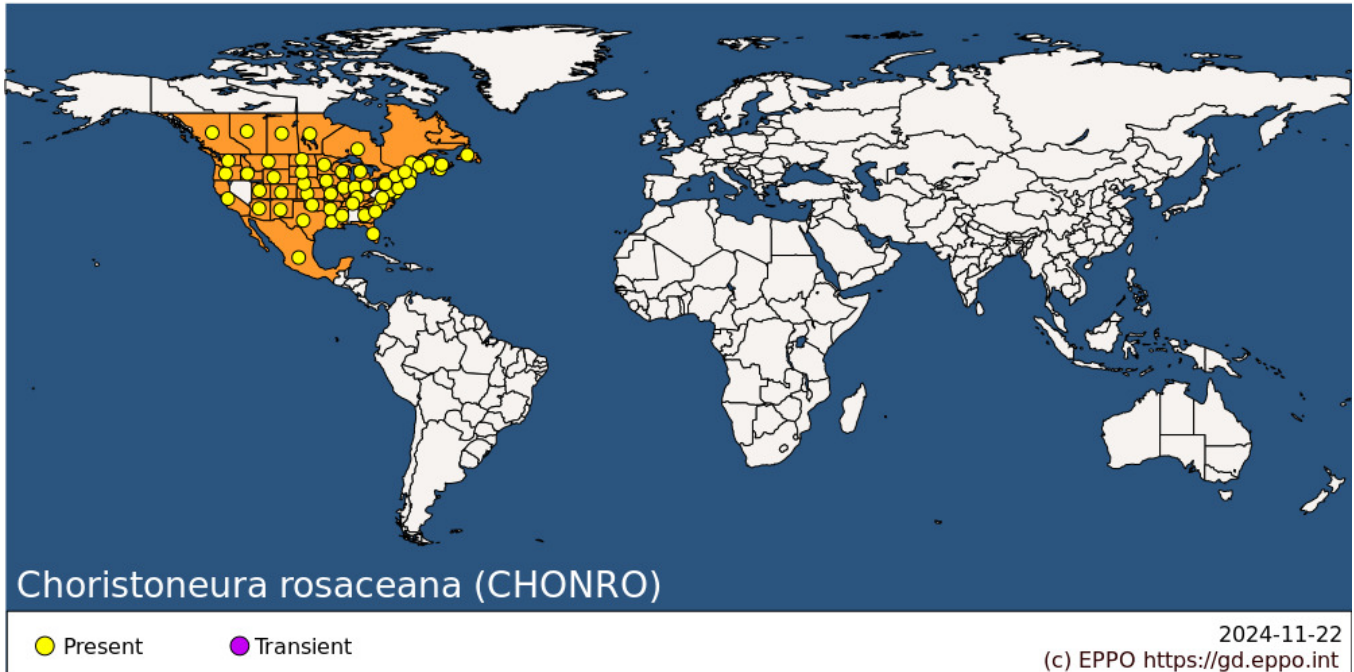 Choristoneura rosaceana (CHONRO)
Present
Transient
2024-11-22
(c) EPPO https://gd.eppo.int